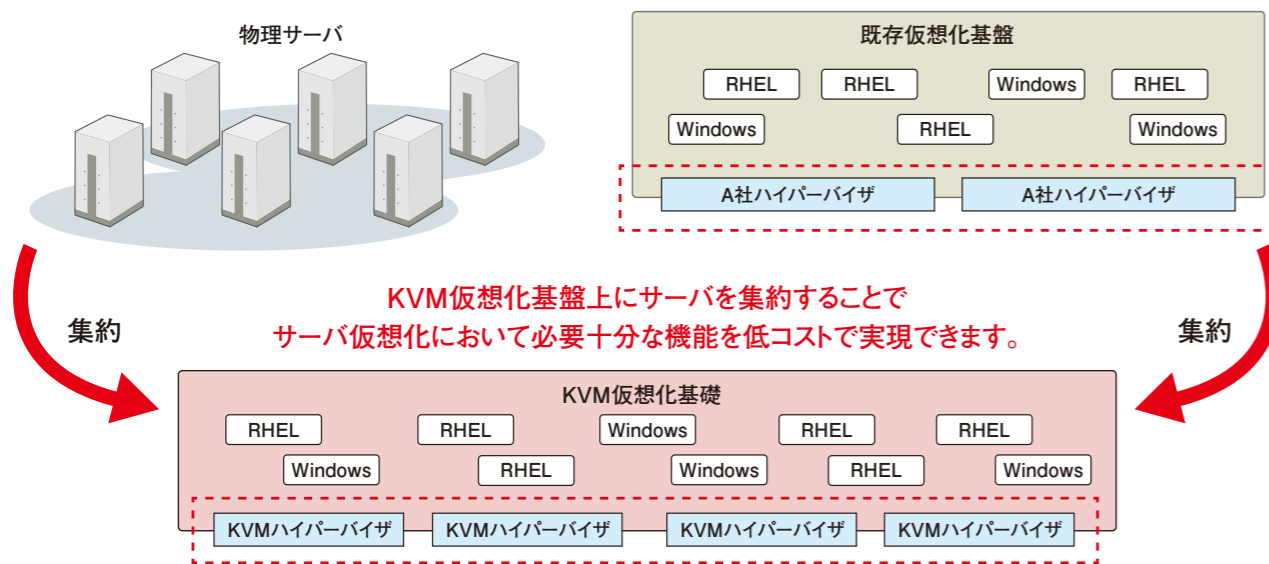 物理サーバ
既存仮想化基盤
RHEL
RHEL
Windows
RHEL
Windows
RHEL
Windows
A社ハイパーバイザ
A社ハイパーバイザ
KVM仮想化基盤上にサーバを集約することで
サーバ仮想化において必要十分な機能を低コストで実現できます。
集約
集約
KVM仮想化基礎
RHEL
RHEL
Windows
RHEL
RHEL
Windows
RHEL
Windows
RHEL
Windows
KVMハイパーバイザ
KVMハイパーバイザ
KVMハイパーバイザ
KVMハイパーバイザ